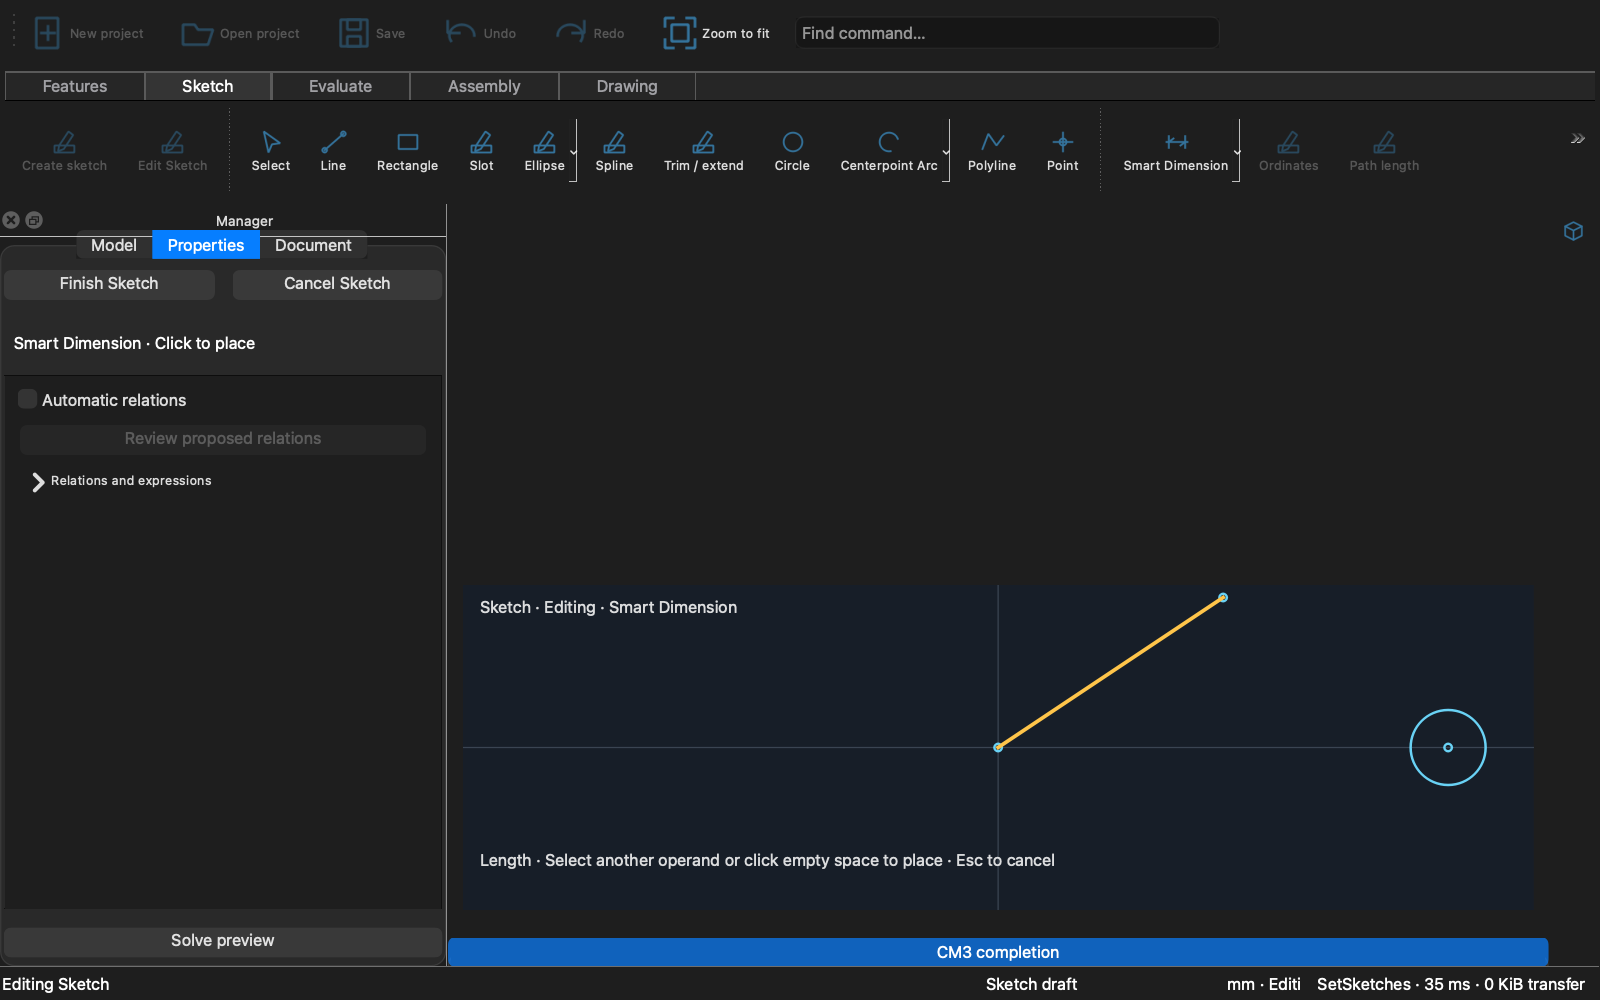 New project
Open project
Save
Undo
Redo
Zoom to fit
Find command...
Features
Sketch
Evaluate
Assembly
Drawing
Create sketch
Edit Sketch
Select
Line
Rectangle
Slot
Ellipse
Spline
Trim / extend
Circle
Centerpoint Arc
Polyline
Point
Smart Dimension
Ordinates
Path length
Manager
Model
Properties
Document
Finish Sketch
Cancel Sketch
Smart Dimension · Click to place
Automatic relations
Review proposed relations
Relations and expressions
Sketch · Editing · Smart Dimension
Length · Select another operand or click empty space to place · Esc to cancel
Solve preview
CM3 completion
Editing Sketch
Sketch draft
mm · Editi
SetSketches · 35 ms · 0 KiB transfer